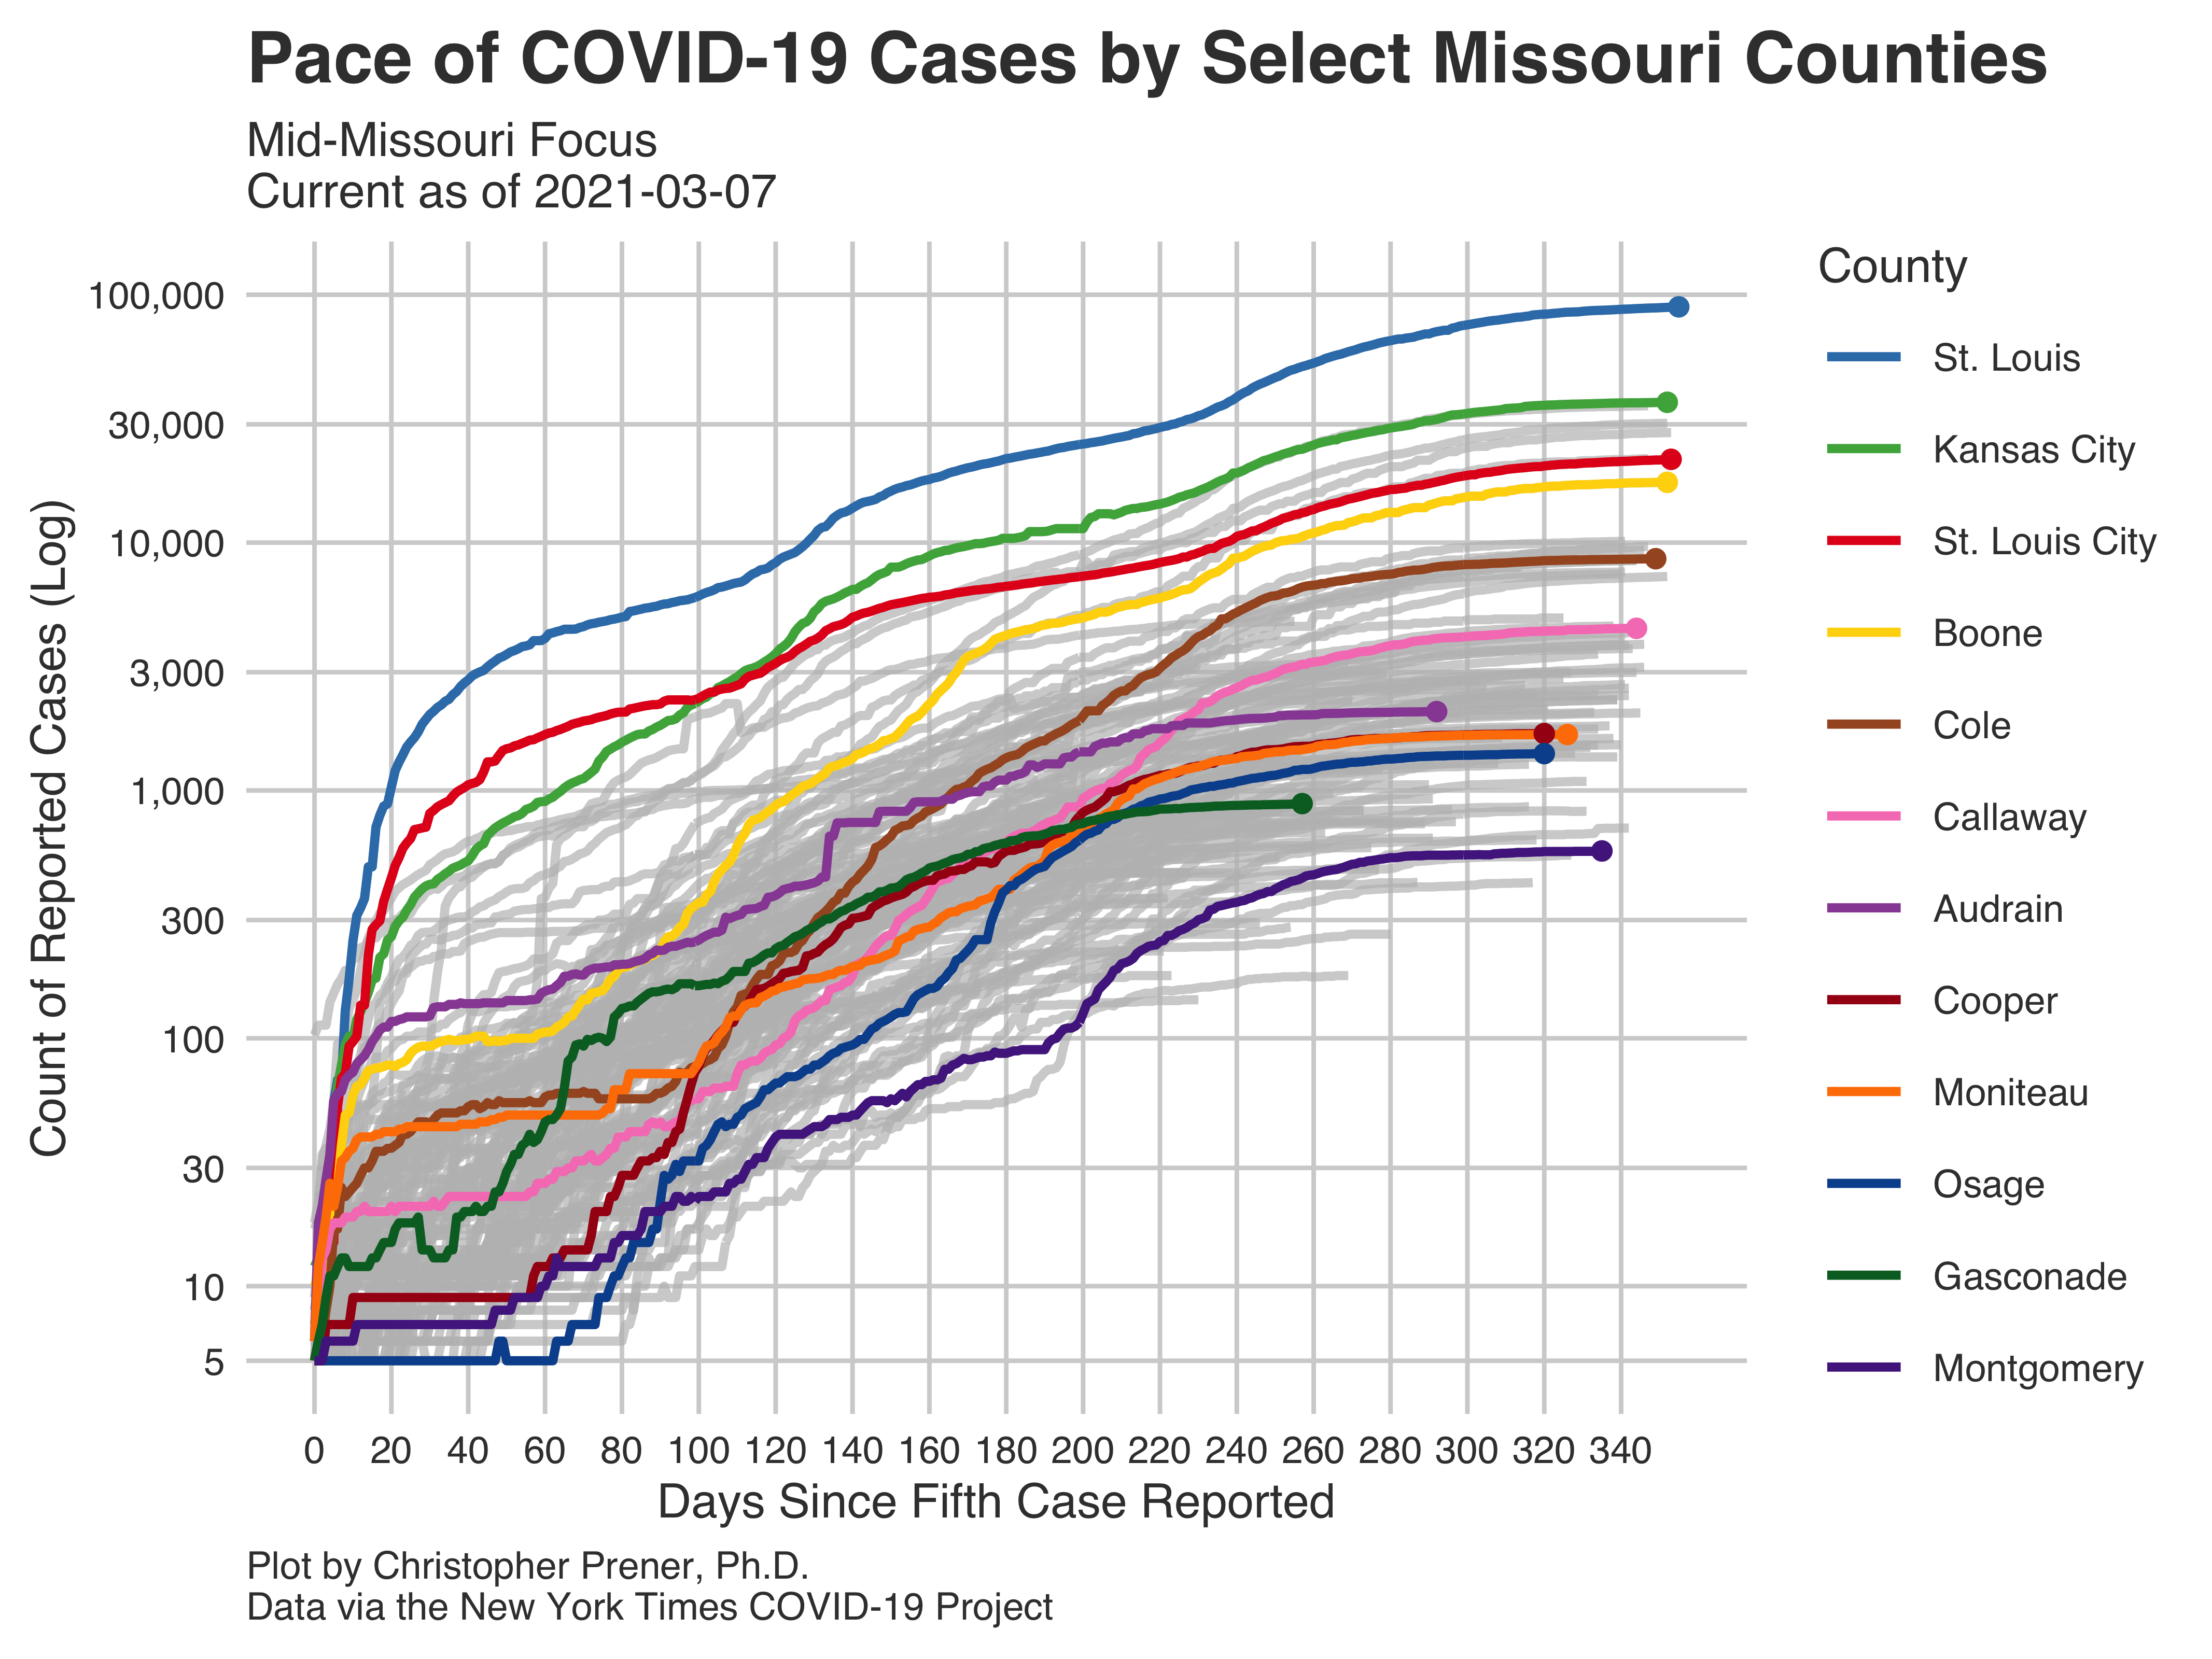 Pace of COVID-19 Cases by Select Missouri Counties
Mid-Missouri Focus
Current as of 2021-03-07
Count of Reported Cases (Log)
100,000
30,000
10,000
3,000
1,000
300
100
30
10
5
0 20 40 60 80 100 120 140 160 180 200 220 240 260 280 300 320 340
Days Since Fifth Case Reported
County
St. Louis
Kansas City
St. Louis City
Boone
Cole
Callaway
Audrain
Cooper
Moniteau
Osage
Gasconade
Montgomery
Plot by Christopher Prener, Ph.D.
Data via the New York Times COVID-19 Project